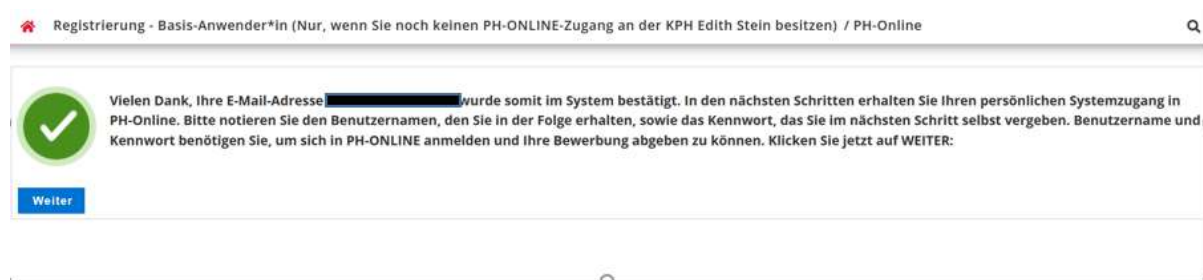 Registrierung - Basis-Anwender*in (Nur, wenn Sie noch keinen PH-ONLINE-Zugang an der KPH Edith Stein besitzen) / PH-Online
Vielen Dank, Ihre E-Mail-Adresse wurde somit im System bestätigt. In den nächsten Schritten erhalten Sie Ihren persönlichen Systemzugang in
PH-Online. Bitte notieren Sie den Benutzernamen, den Sie in der Folge erhalten, sowie das Kennwort, das Sie im nächsten Schritt selbst vergeben. Benutzername und
Kennwort benötigen Sie, um sich in PH-ONLINE anmelden und Ihre Bewerbung abgeben zu können. Klicken Sie jetzt auf WEITER:
Weiter